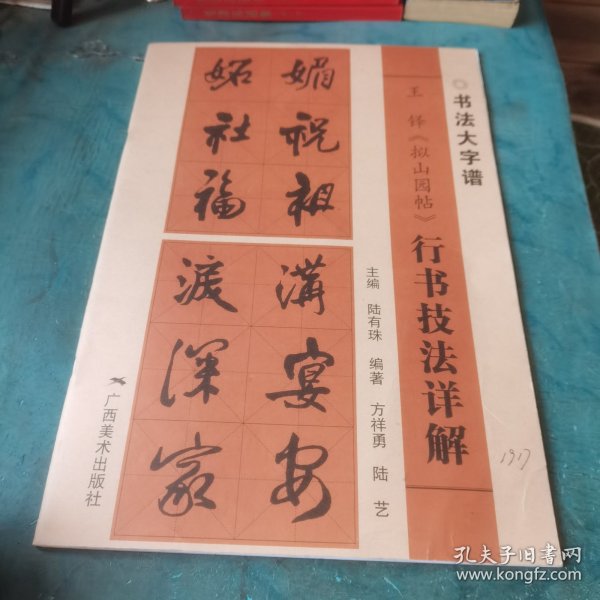 书法大字谱
王铎《拟山园帖》行书技法详解
主编 陆有珠 编著 方祥勇 陆艺
媚祝祖
妬社福
溝宴安
深家
广西美术出版社
1917
孔夫子旧书网
www.kongfz.com